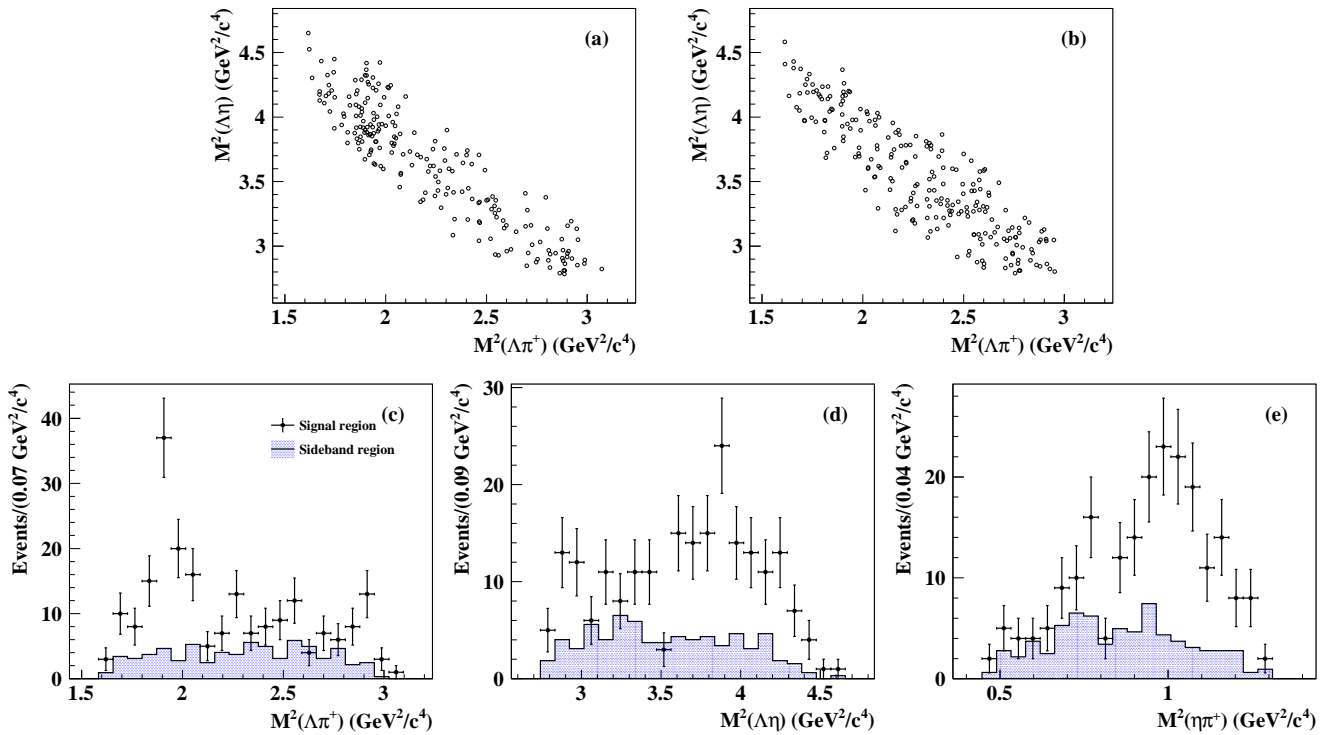 (a)
M²(Λη) (GeV²/c⁴)
4.5
4
3.5
3
1.5 2 2.5 3
M²(Λπ⁺) (GeV²/c⁴)
(b)
M²(Λη) (GeV²/c⁴)
4.5
4
3.5
3
1.5 2 2.5 3
M²(Λπ⁺) (GeV²/c⁴)
(c)
Events/(0.07 GeV²/c⁴)
40
30
20
10
0
Signal region
Sideband region
1.5 2 2.5 3
M²(Λπ⁺) (GeV²/c⁴)
(d)
Events/(0.09 GeV²/c⁴)
30
20
10
0
3 3.5 4 4.5
M²(Λη) (GeV²/c⁴)
(e)
Events/(0.04 GeV²/c⁴)
20
10
0
0.5 1
M²(ηπ⁺) (GeV²/c⁴)